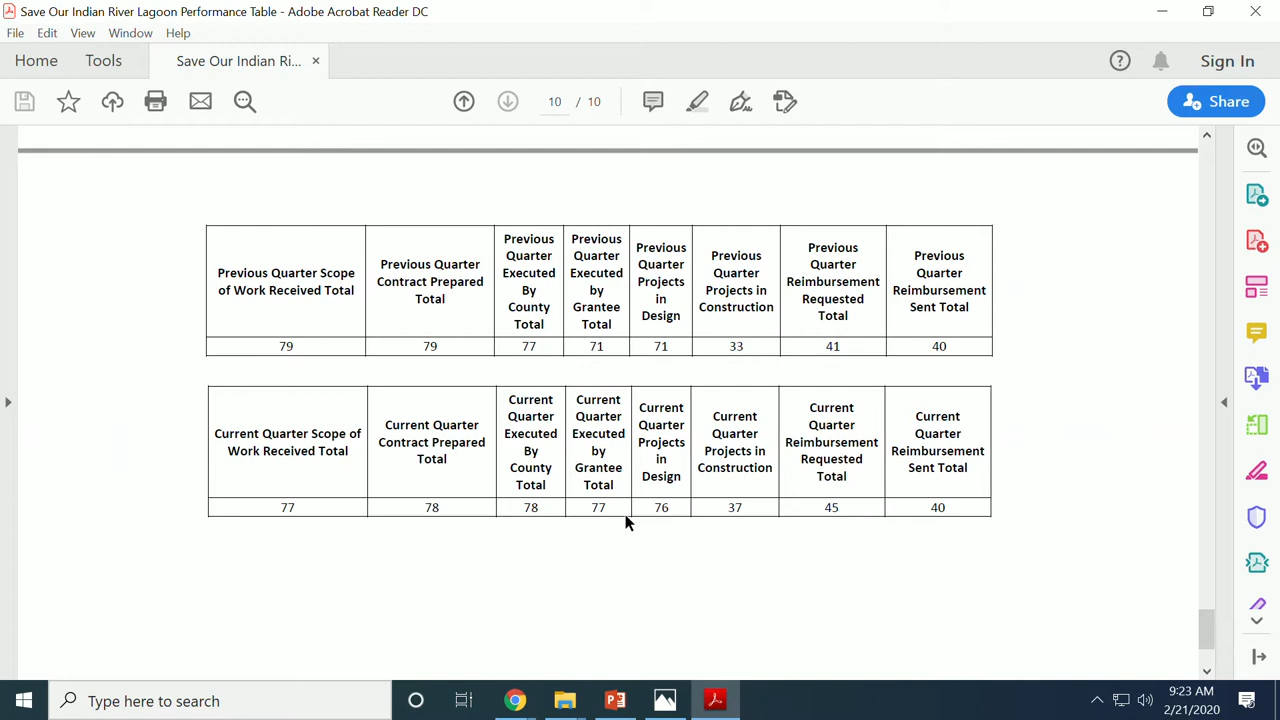 Save Our Indian River Lagoon Performance Table - Adobe Acrobat Reader DC
File Edit View Window Help
Home Tools Save Our Indian Ri... × Sign In
10 / 10 Share
Previous Quarter Scope of Work Received Total
Previous Quarter Contract Prepared Total
Previous Quarter Executed By County Total
Previous Quarter Executed by Grantee Total
Previous Quarter Projects in Design
Previous Quarter Projects in Construction
Previous Quarter Reimbursement Requested Total
Previous Quarter Reimbursement Sent Total
79 79 77 71 71 33 41 40
Current Quarter Scope of Work Received Total
Current Quarter Contract Prepared Total
Current Quarter Executed By County Total
Current Quarter Executed by Grantee Total
Current Quarter Projects in Design
Current Quarter Projects in Construction
Current Quarter Reimbursement Requested Total
Current Quarter Reimbursement Sent Total
77 78 78 77 76 37 45 40
Type here to search
9:23 AM
2/21/2020